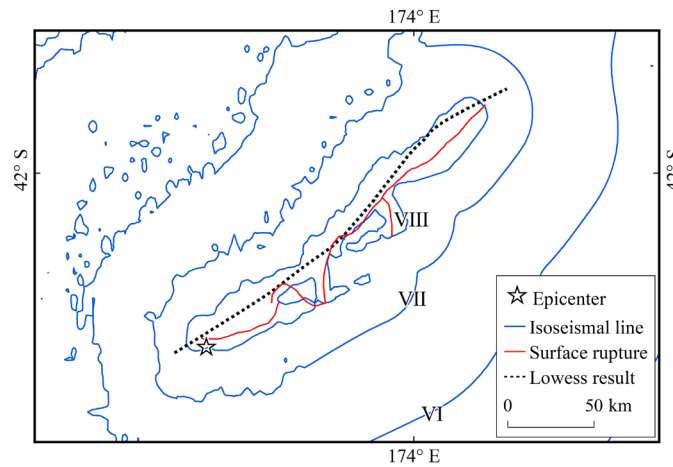 174° E
42° S
42° S
VIII
VII
VI
Epicenter
Isoseismal line
Surface rupture
Lowess result
0 50 km
174° E